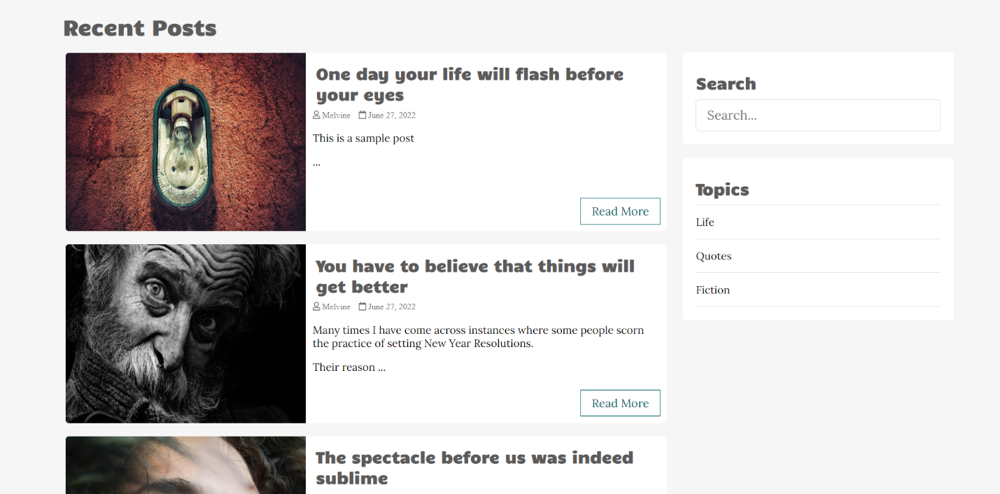 Recent Posts
One day your life will flash before
your eyes
Melvine June 27, 2022
This is a sample post
...
Read More
You have to believe that things will
get better
Melvine June 27, 2022
Many times I have come across instances where some people scorn
the practice of setting New Year Resolutions.
Their reason ...
Read More
The spectacle before us was indeed
sublime
Search
Search...
Topics
Life
Quotes
Fiction